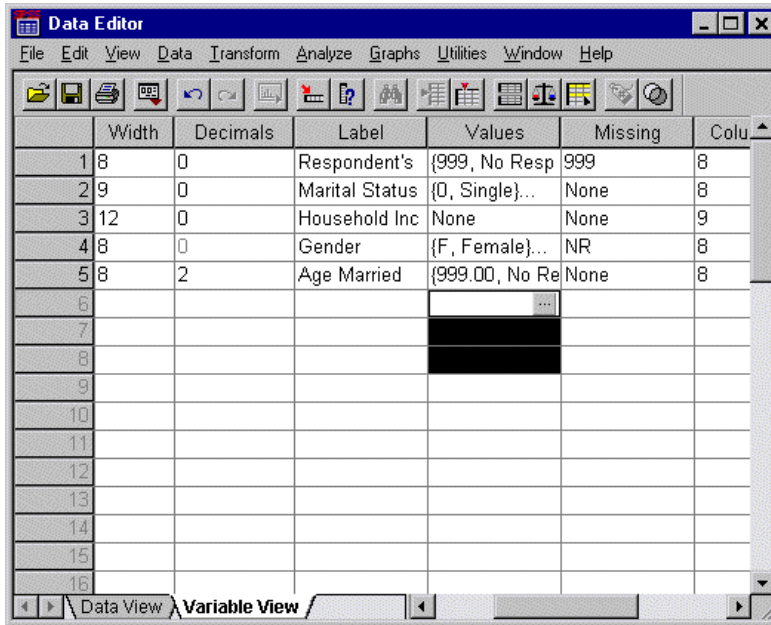 Data Editor
File Edit View Data Transform Analyze Graphs Utilities Window Help
Width Decimals Label Values Missing Colu
1 8 0 Respondent's {999, No Resp 999 8
2 9 0 Marital Status {0, Single}... None 8
3 12 0 Household Inc None None 9
4 8 0 Gender {F, Female}... NR 8
5 8 2 Age Married {999.00, No Re None 8
6 ...
7
8
9
10
11
12
13
14
15
16
Data View Variable View